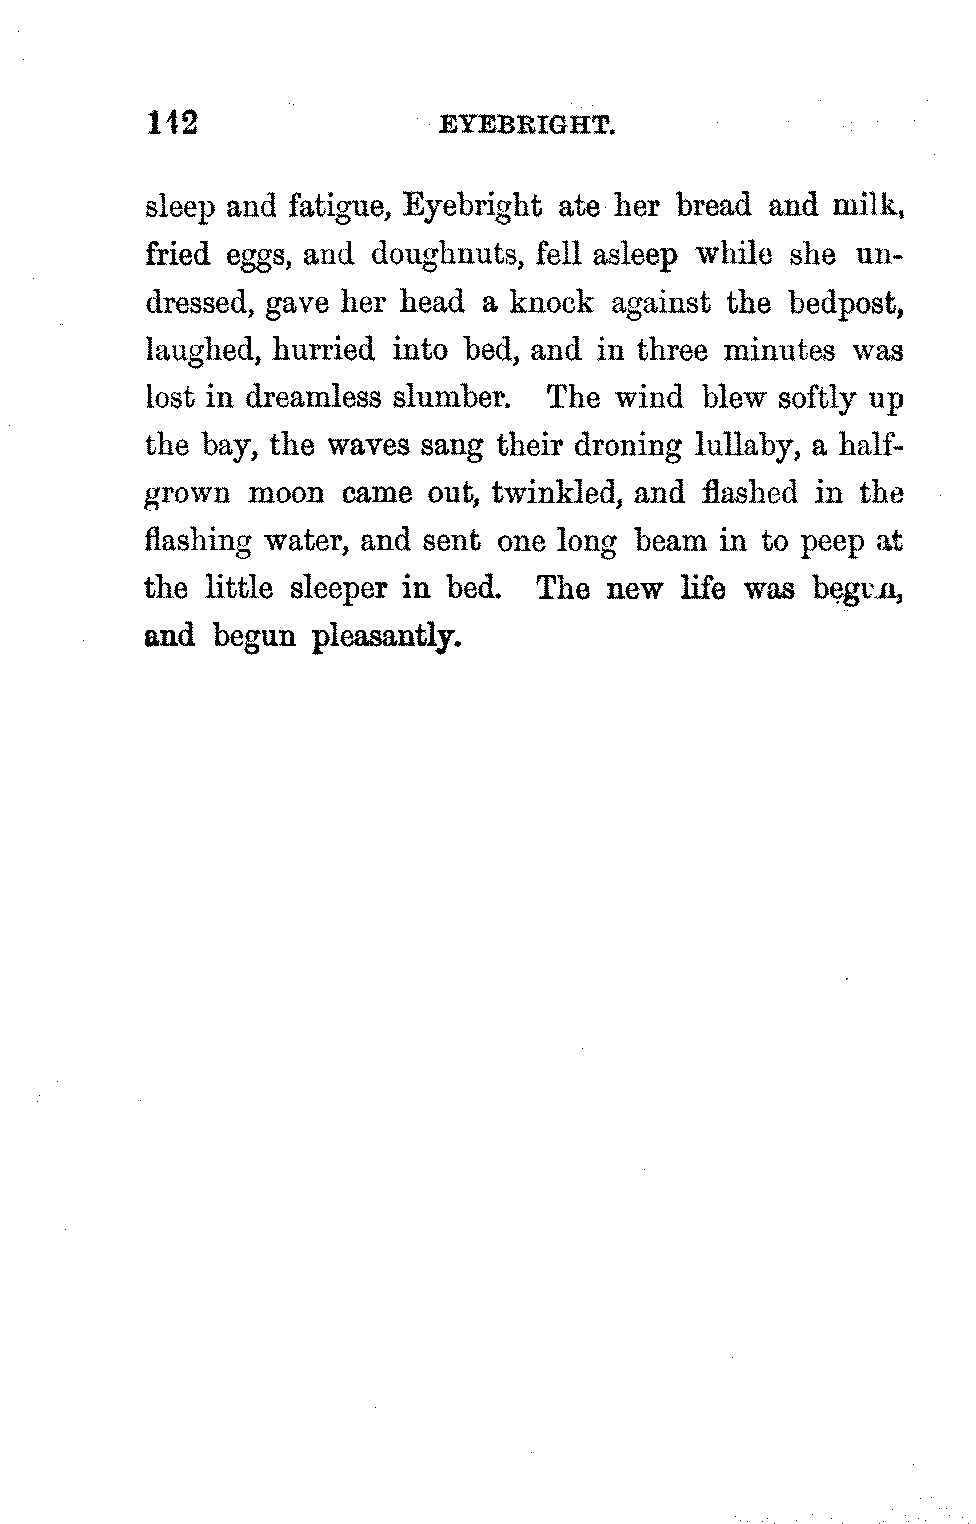 142 EYEBRIGHT.
sleep and fatigue, Eyebright ate her bread and milk,
fried eggs, and doughnuts, fell asleep while she un-
dressed, gave her head a knock against the bedpost,
laughed, hurried into bed, and in three minutes was
lost in dreamless slumber. The wind blew softly up
the bay, the waves sang their droning lullaby, a half-
grown moon came out, twinkled, and flashed in the
flashing water, and sent one long beam in to peep at
the little sleeper in bed. The new life was begun,
and begun pleasantly.